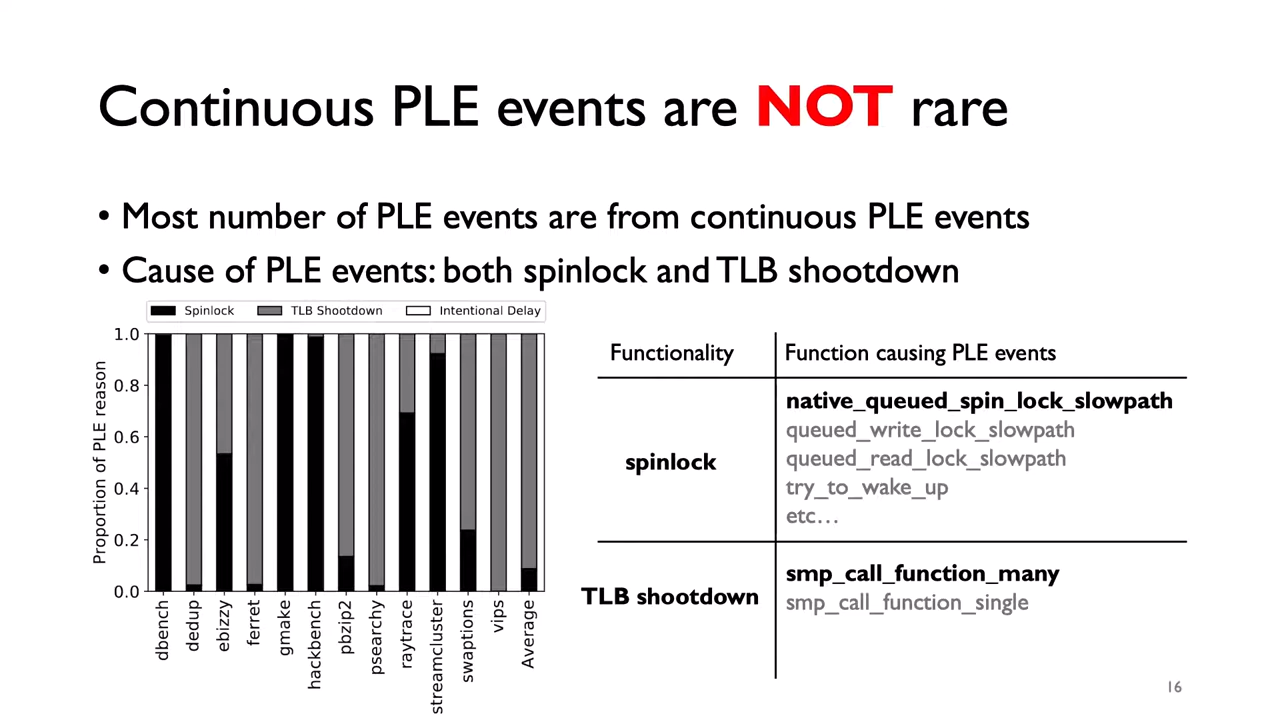 Continuous PLE events are NOT rare
• Most number of PLE events are from continuous PLE events
• Cause of PLE events: both spinlock and TLB shootdown
Spinlock TLB Shootdown Intentional Delay
Proportion of PLE reason
1.0
0.8
0.6
0.4
0.2
0.0
dbench
dedup
ebizzy
ferret
gmake
hackbench
pbzip2
psearchy
raytrace
streamcluster
swaptions
vips
Average
Functionality Function causing PLE events
spinlock
native_queued_spin_lock_slowpath
queued_write_lock_slowpath
queued_read_lock_slowpath
try_to_wake_up
etc...
TLB shootdown
smp_call_function_many
smp_call_function_single
16